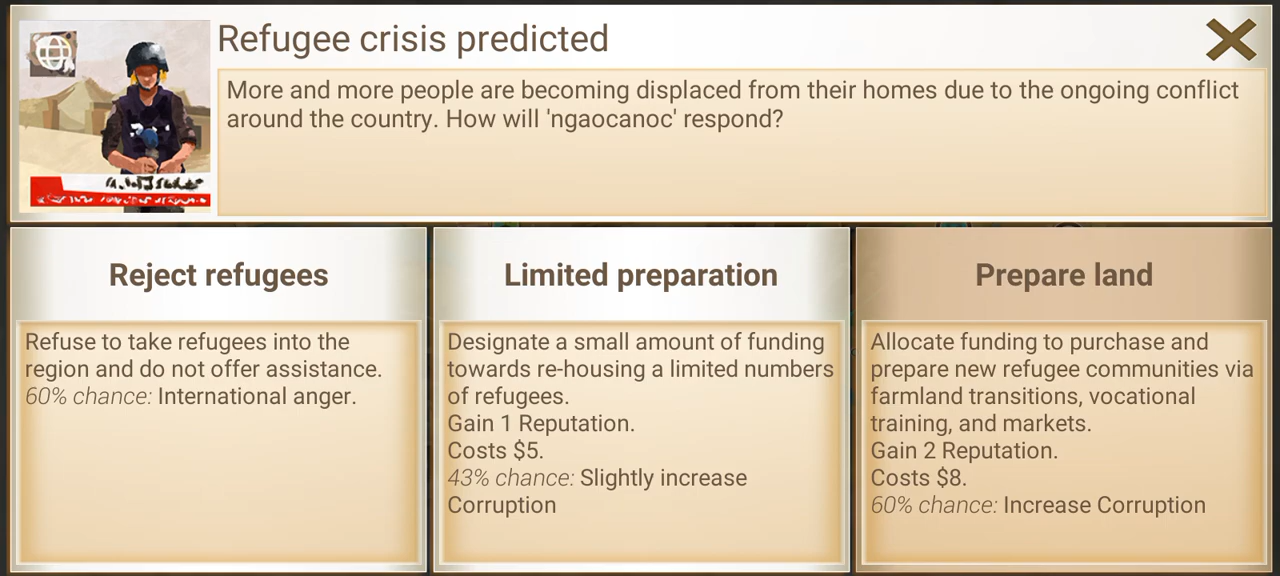 Refugee crisis predicted
More and more people are becoming displaced from their homes due to the ongoing conflict
around the country. How will 'ngaocanoc' respond?
Reject refugees
Refuse to take refugees into the
region and do not offer assistance.
60% chance: International anger.
Limited preparation
Designate a small amount of funding
towards re-housing a limited numbers
of refugees.
Gain 1 Reputation.
Costs $5.
43% chance: Slightly increase
Corruption
Prepare land
Allocate funding to purchase and
prepare new refugee communities via
farmland transitions, vocational
training, and markets.
Gain 2 Reputation.
Costs $8.
60% chance: Increase Corruption